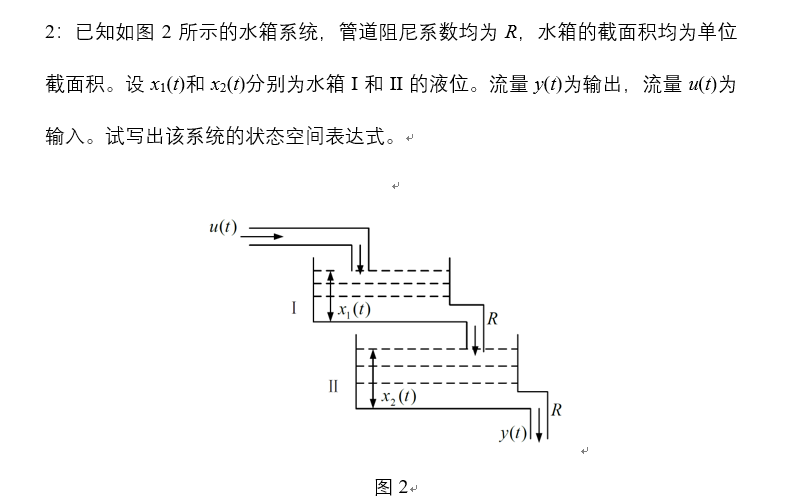 2：已知如图 2 所示的水箱系统，管道阻尼系数均为 R，水箱的截面积均为单位
截面积。设 x₁(t)和 x₂(t)分别为水箱 I 和 II 的液位。流量 y(t)为输出，流量 u(t)为
输入。试写出该系统的状态空间表达式。
u(t)
I
x₁(t)
R
II
x₂(t)
R
y(t)
图 2